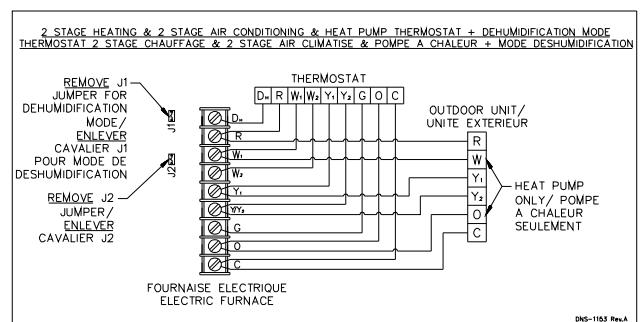 2 STAGE HEATING & 2 STAGE AIR CONDITIONING & HEAT PUMP THERMOSTAT + DEHUMIDIFICATION MODE
THERMOSTAT 2 STAGE CHAUFFAGE & 2 STAGE AIR CLIMATISE & POMPE A CHALEUR + MODE DESHUMIDIFICATION
REMOVE J1
JUMPER FOR
DEHUMIDIFICATION
MODE/
ENLEVER
CAVALIER J1
POUR MODE DE
DESHUMIDIFICATION
REMOVE J2
JUMPER/
ENLEVER
CAVALIER J2
J1
J2
THERMOSTAT
DH R W1 W2 Y1 Y2 G O C
DH
R
W1
W2
Y1
Y/Y2
G
O
C
FOURNAISE ELECTRIQUE
ELECTRIC FURNACE
OUTDOOR UNIT/
UNITE EXTERIEUR
R
W
Y1
Y2
O
C
HEAT PUMP
ONLY/ POMPE
A CHALEUR
SEULEMENT
DNS-1163 Rev.A